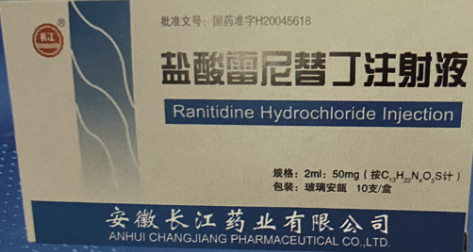 批准文号：国药准字H20045618
长江
盐酸雷尼替丁注射液
Ranitidine Hydrochloride Injection
规格：2ml：50mg（按C₁₃H₂₂N₄O₃S计）
包装：玻璃安瓿 10支/盒
安徽长江药业有限公司
ANHUI CHANGJIANG PHARMACEUTICAL CO.,LTD.